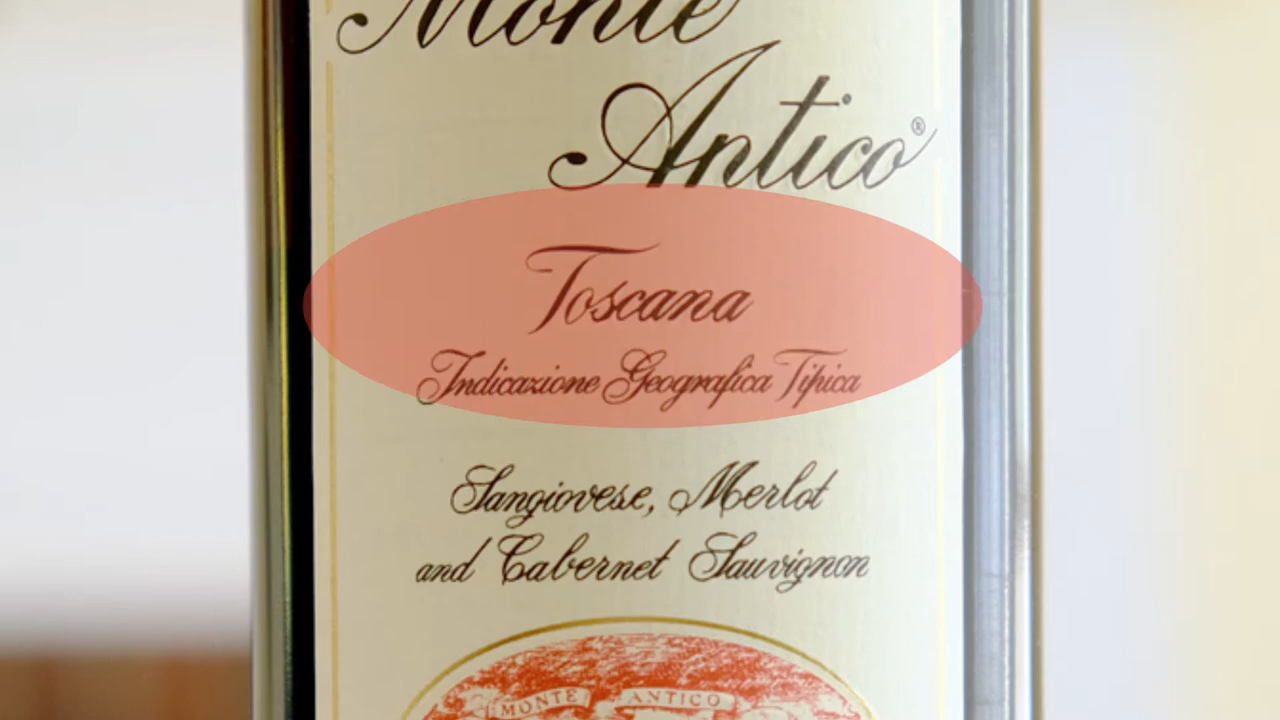 Monte
Antico®
Toscana
Indicazione Geografica Tipica
Sangiovese, Merlot
and Cabernet Sauvignon
MONTE ANTICO